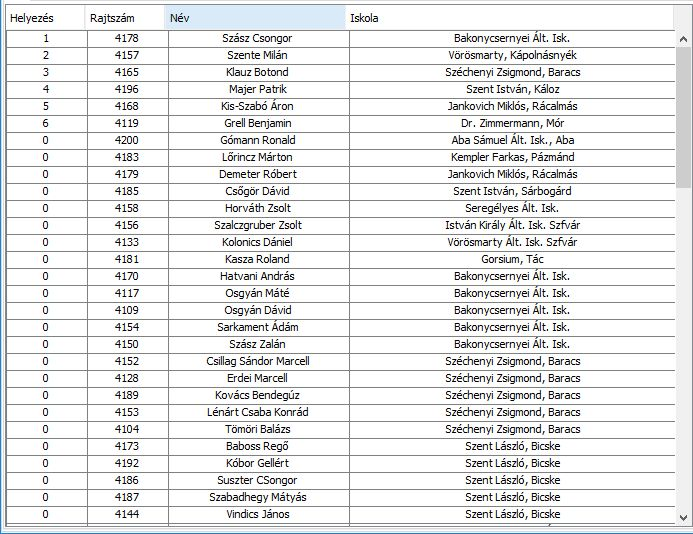 Helyezés Rajtszám Név Iskola
1 4178 Szász Csongor Bakonycsernyei Ált. Isk.
2 4157 Szente Milán Vörösmarty, Kápolnásnyék
3 4165 Klauz Botond Széchenyi Zsigmond, Baracs
4 4196 Majer Patrik Szent István, Káloz
5 4168 Kis-Szabó Áron Jankovich Miklós, Rácalmás
6 4119 Grell Benjamin Dr. Zimmermann, Mór
0 4200 Gómann Ronald Aba Sámuel Ált. Isk., Aba
0 4183 Lőrincz Márton Kempler Farkas, Pázmánd
0 4179 Demeter Róbert Jankovich Miklós, Rácalmás
0 4185 Csőgör Dávid Szent István, Sárbogárd
0 4158 Horváth Zsolt Seregélyes Ált. Isk.
0 4156 Szalczgruber Zsolt István Király Ált. Isk. Szfvár
0 4133 Kolonics Dániel Vörösmarty Ált. Isk. Szfvár
0 4181 Kasza Roland Gorsium, Tác
0 4170 Hatvani András Bakonycsernyei Ált. Isk.
0 4117 Osgyán Máté Bakonycsernyei Ált. Isk.
0 4109 Osgyán Dávid Bakonycsernyei Ált. Isk.
0 4154 Sarkament Ádám Bakonycsernyei Ált. Isk.
0 4150 Szász Zalán Bakonycsernyei Ált. Isk.
0 4152 Csillag Sándor Marcell Széchenyi Zsigmond, Baracs
0 4128 Erdei Marcell Széchenyi Zsigmond, Baracs
0 4189 Kovács Bendegúz Széchenyi Zsigmond, Baracs
0 4153 Lénárt Csaba Konrád Széchenyi Zsigmond, Baracs
0 4104 Tömöri Balázs Széchenyi Zsigmond, Baracs
0 4173 Baboss Regő Szent László, Bicske
0 4192 Kóbor Gellért Szent László, Bicske
0 4186 Suszter CSongor Szent László, Bicske
0 4187 Szabadhegy Mátyás Szent László, Bicske
0 4144 Vindics János Szent László, Bicske